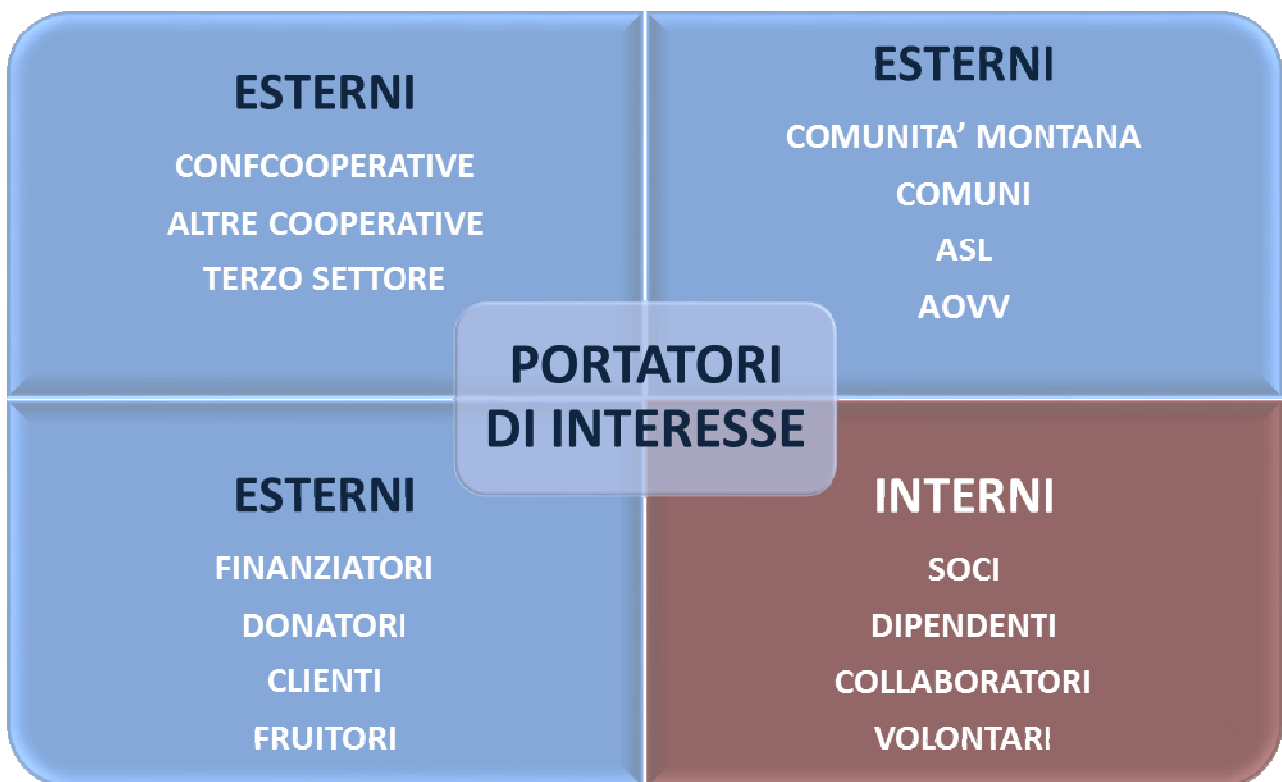 ESTERNI
CONFCOOPERATIVE
ALTRE COOPERATIVE
TERZO SETTORE
ESTERNI
COMUNITA’ MONTANA
COMUNI
ASL
AOVV
PORTATORI
DI INTERESSE
ESTERNI
FINANZIATORI
DONATORI
CLIENTI
FRUITORI
INTERNI
SOCI
DIPENDENTI
COLLABORATORI
VOLONTARI